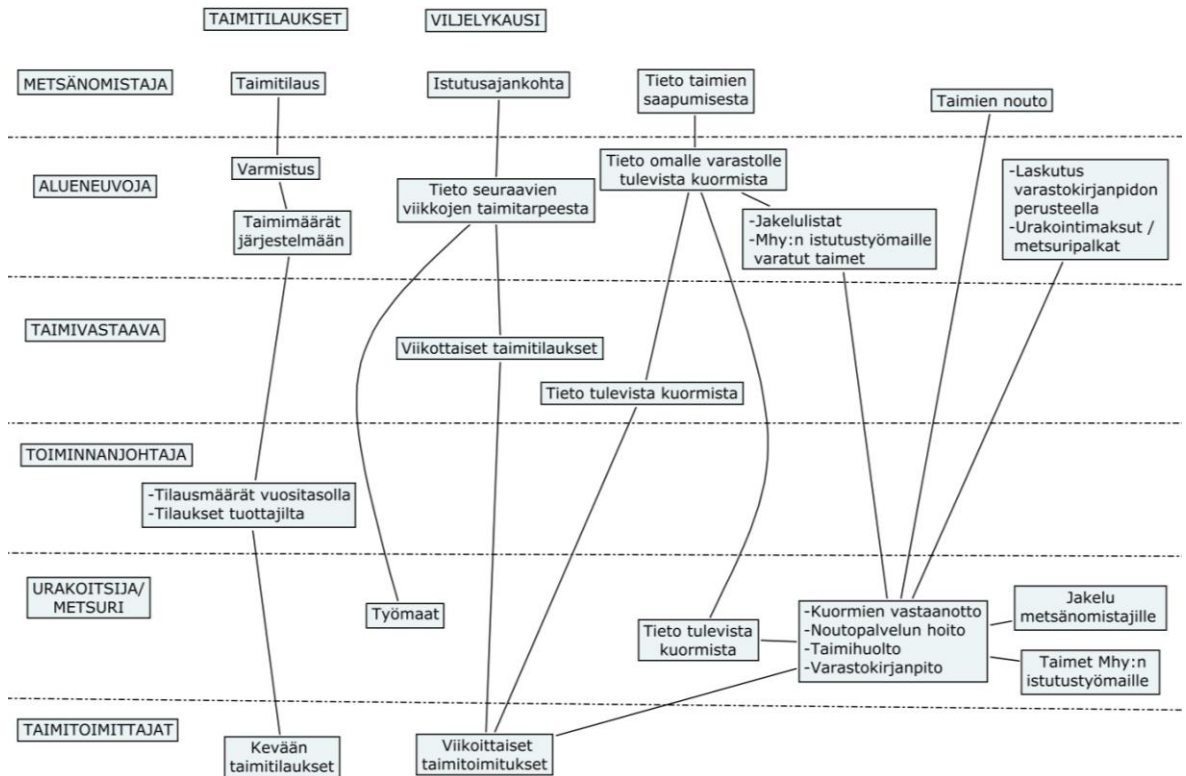 TAIMITILAUKSET
VILJELYKAUSI
METSÄNOMISTAJA
Taimitilaus
Istutusajankohta
Tieto taimien
saapumisesta
Taimien nouto
ALUENEUVOJA
Varmistus
Taimimäärät
järjestelmään
Tieto seuraavien
viikkojen taimitarpeesta
Tieto omalle varastolle
tulevista kuormista
-Jakelulistat
-Mhy:n istutustyömaille
varatut taimet
-Laskutus
varastokirjanpidon
perusteella
-Urakointimaksut /
metsuripalkat
TAIMIVASTAAVA
Viikottaiset taimitilaukset
Tieto tulevista kuormista
TOIMINNANJOHTAJA
-Tilausmäärät vuositasolla
-Tilaukset tuottajilta
URAKOITSIJA/
METSURI
Työmaat
Tieto tulevista
kuormista
-Kuormien vastaanotto
-Noutopalvelun hoito
-Taimihuolto
-Varastokirjanpito
Jakelu
metsänomistajille
Taimet Mhy:n
istutustyömaille
TAIMITOIMITTAJAT
Kevään
taimitilaukset
Viikoittaiset
taimitoimitukset